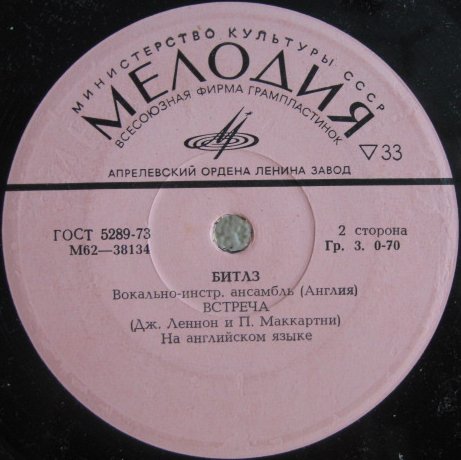 МИНИСТЕРСТВО КУЛЬТУРЫ СССР
МЕЛОДИЯ
ВСЕСОЮЗНАЯ ФИРМА ГРАМПЛАСТИНОК
▽33
АПРЕЛЕВСКИЙ ОРДЕНА ЛЕНИНА ЗАВОД
ГОСТ 5289-73
М62—38134
2 сторона
Гр. 3. 0-70
БИТЛЗ
Вокально-инстр. ансамбль (Англия)
ВСТРЕЧА
(Дж. Леннон и П. Маккартни)
На английском языке